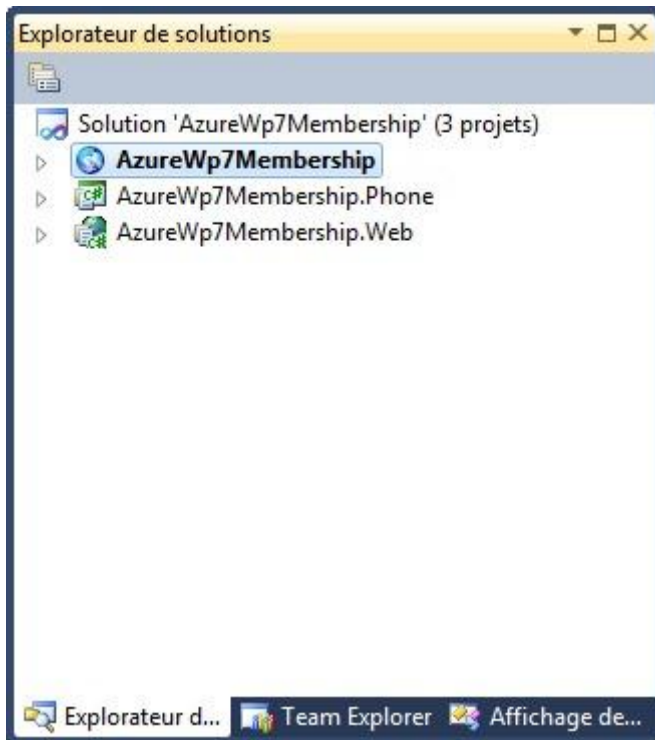 Explorateur de solutions
Solution 'AzureWp7Membership' (3 projets)
AzureWp7Membership
AzureWp7Membership.Phone
AzureWp7Membership.Web
Explorateur d... Team Explorer Affichage de...